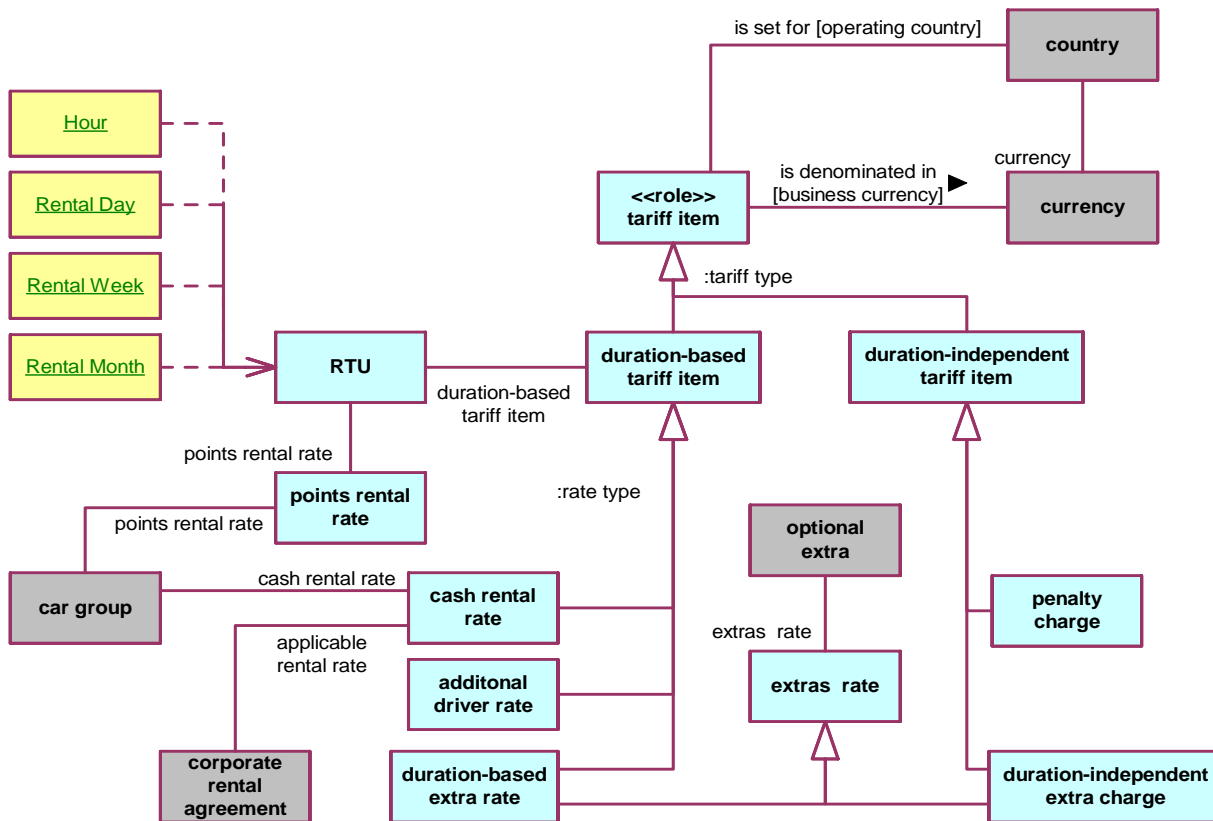 is set for [operating country]
country
Hour
currency
is denominated in
[business currency]
<<role>>
tariff item
currency
Rental Day
Rental Week
:tariff type
Rental Month
RTU
duration-based
tariff item
duration-based
tariff item
duration-independent
tariff item
points rental rate
points rental
rate
:rate type
points rental rate
optional
extra
cash rental rate
car group
cash rental
rate
penalty
charge
applicable
rental rate
extras  rate
extras  rate
additonal
driver rate
corporate
rental
agreement
duration-based
extra rate
duration-independent
extra charge